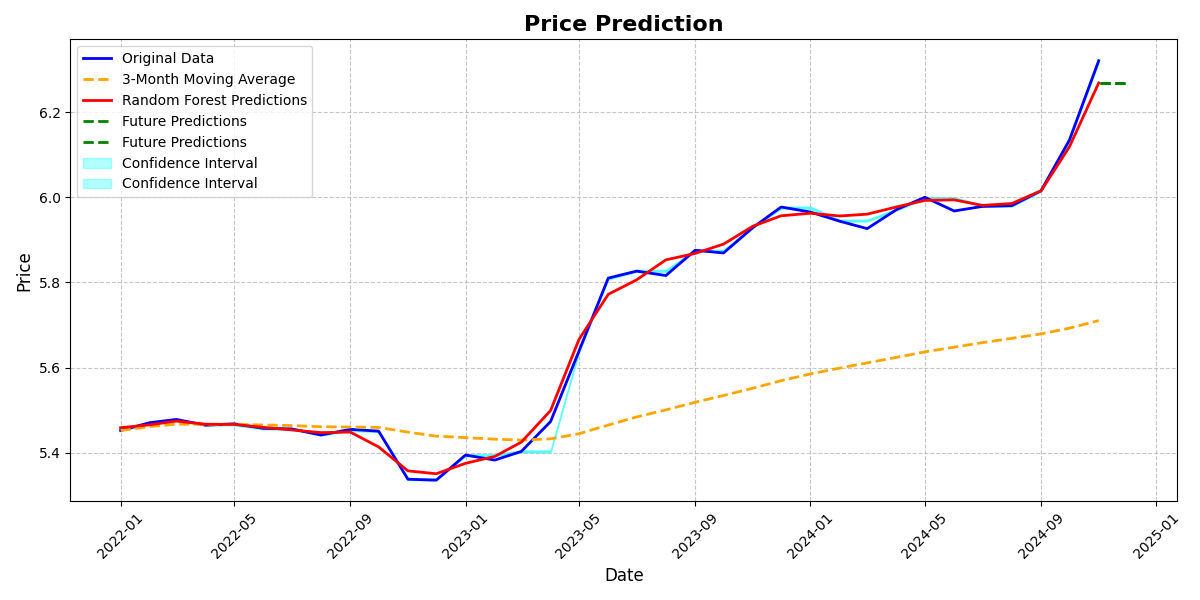 Price Prediction
Original Data
3-Month Moving Average
Random Forest Predictions
Future Predictions
Future Predictions
Confidence Interval
Confidence Interval
Price
6.2
6.0
5.8
5.6
5.4
2022-01
2022-05
2022-09
2023-01
2023-05
2023-09
2024-01
2024-05
2024-09
2025-01
Date